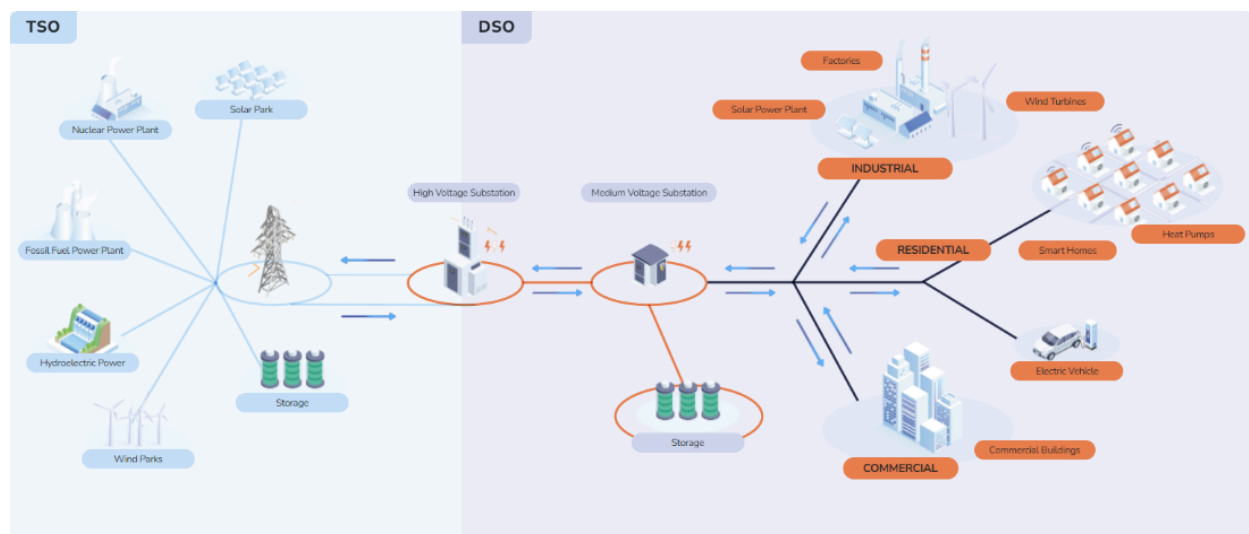 TSO
DSO
Nuclear Power Plant
Solar Park
Fossil Fuel Power Plant
Hydroelectric Power
Wind Parks
Storage
High Voltage Substation
Medium Voltage Substation
Storage
Factories
Solar Power Plant
Wind Turbines
INDUSTRIAL
RESIDENTIAL
Smart Homes
Heat Pumps
Electric Vehicle
Commercial Buildings
COMMERCIAL